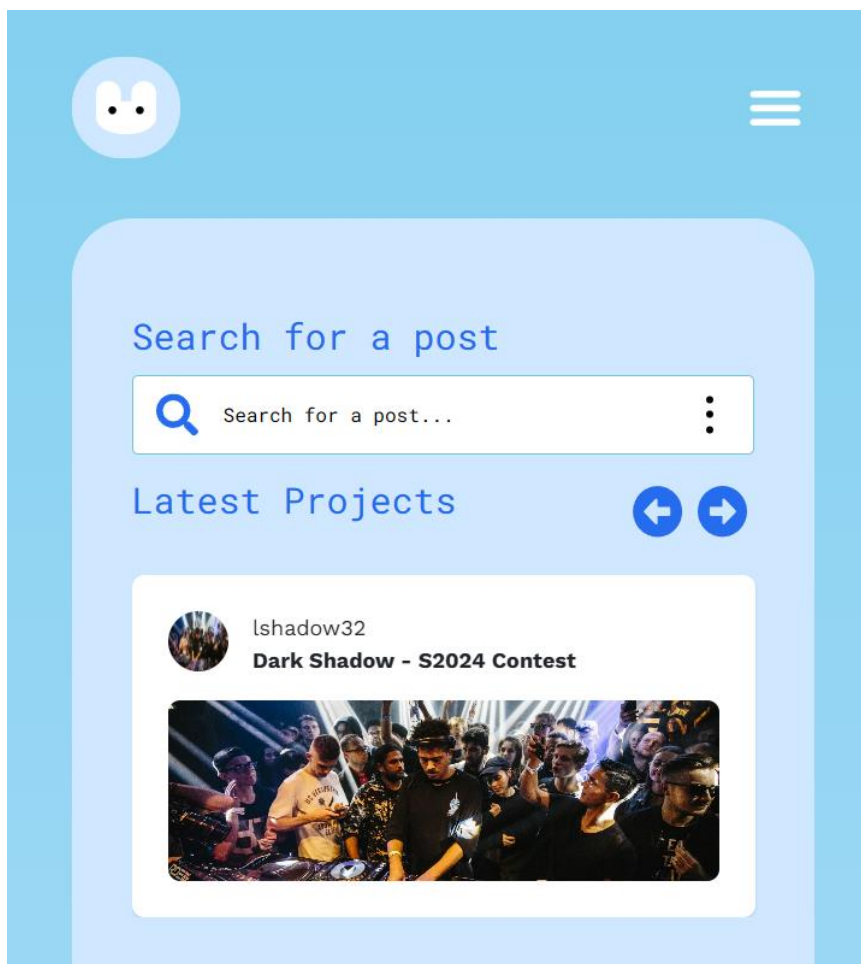 Search for a post
Search for a post...
Latest Projects
lshadow32
Dark Shadow - S2024 Contest